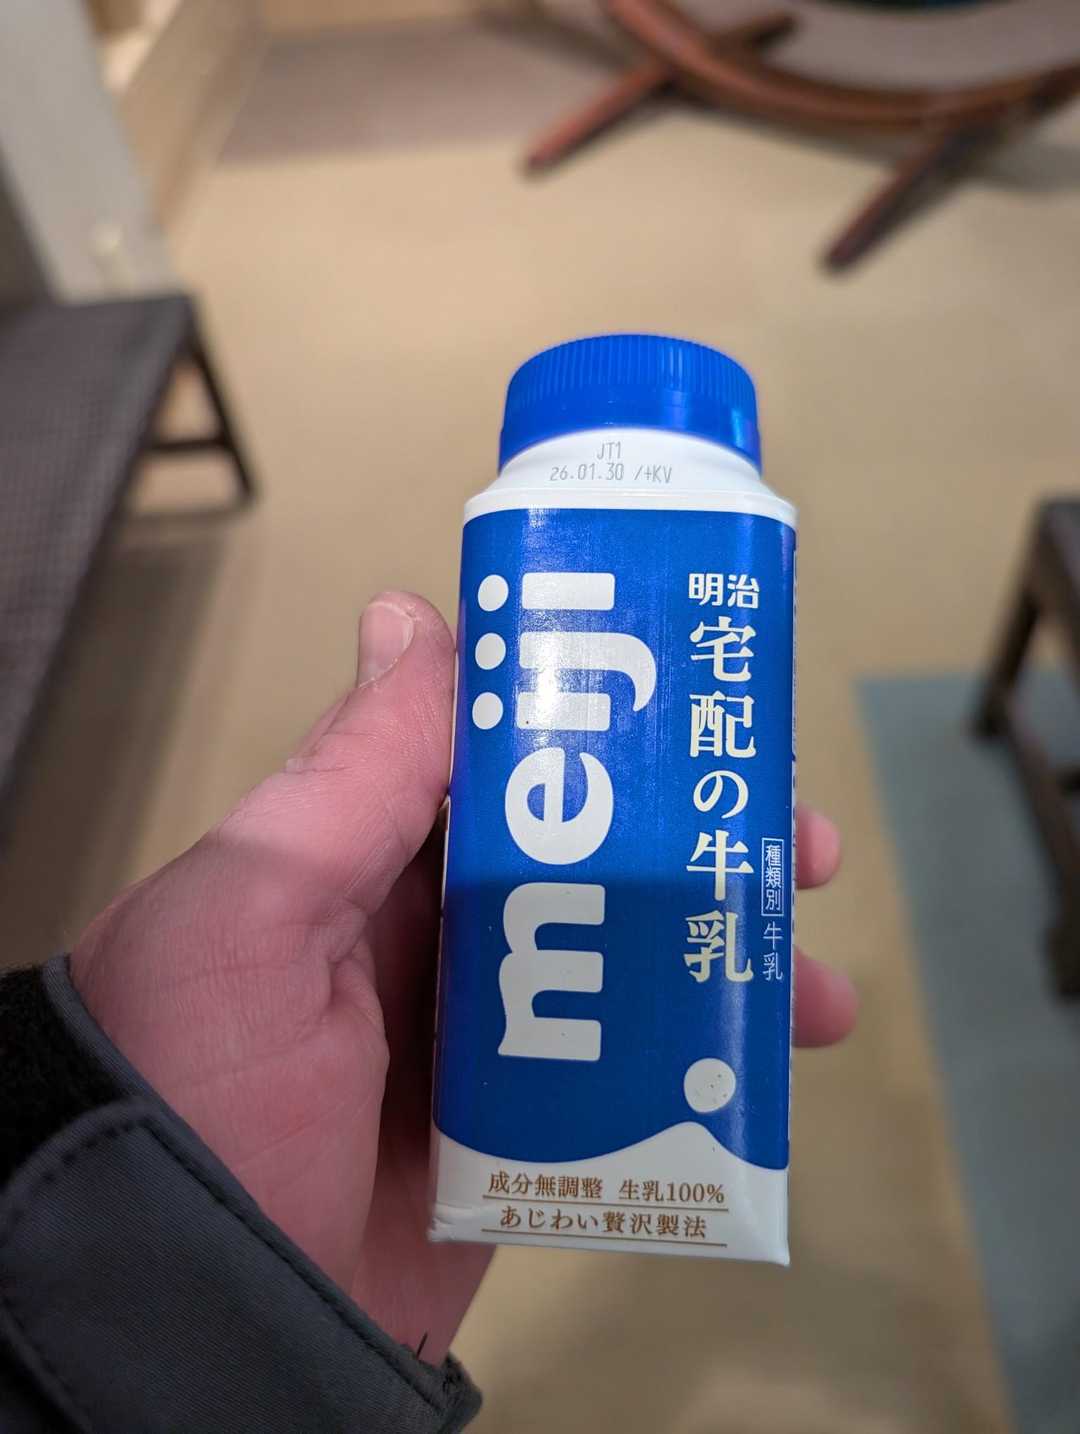 JT1
26.01.30 /+KV
meiji
明治
宅配の牛乳
種類別 牛乳
成分無調整 生乳100%
あじわい贅沢製法